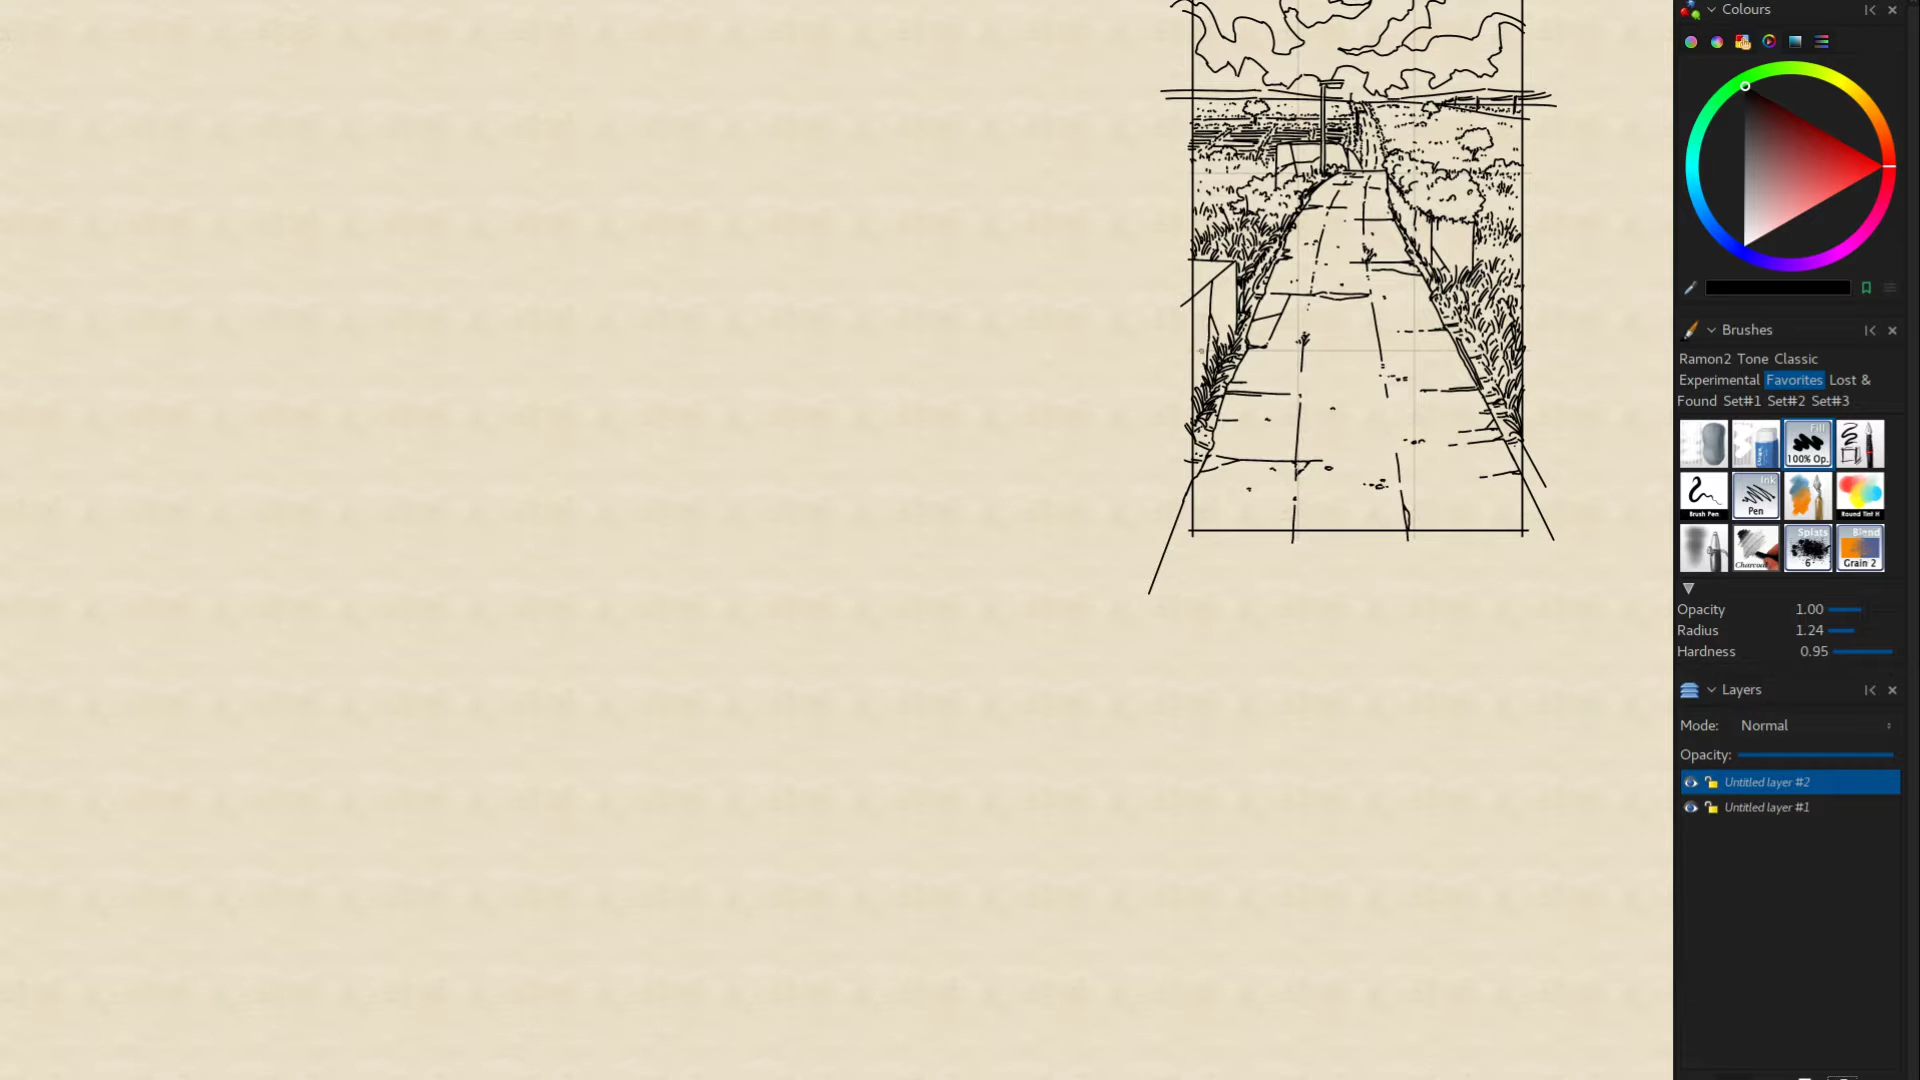 Colours
Brushes
Ramon2 Tone Classic
Experimental Favorites Lost &
Found Set#1 Set#2 Set#3
Fill
100% Op.
Brush Pen
Ink
Pen
Round Tint H
Charcoal
Splats
6
Blend
Grain 2
Opacity 1.00
Radius 1.24
Hardness 0.95
Layers
Mode: Normal
Opacity:
Untitled layer #2
Untitled layer #1